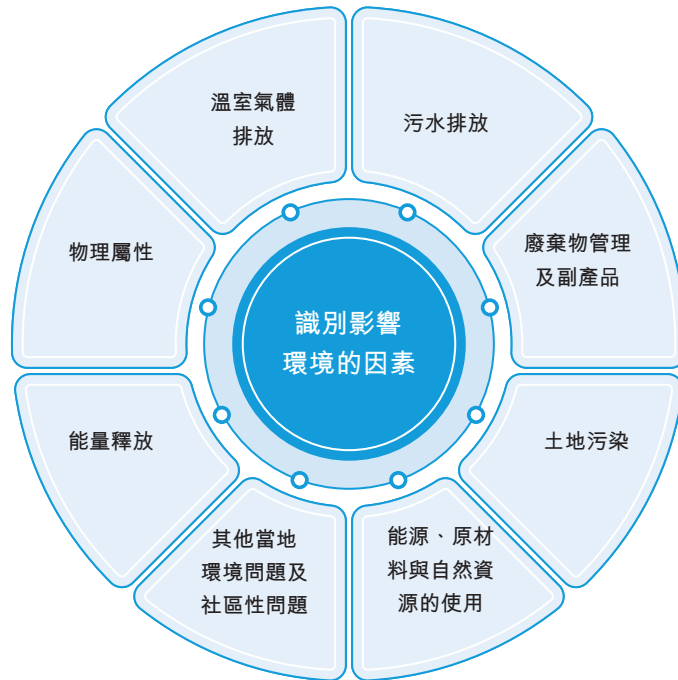 溫室氣體
排放
污水排放
廢棄物管理
及副產品
土地污染
能源、原材
料與自然資
源的使用
其他當地
環境問題及
社區性問題
能量釋放
物理屬性
識別影響
環境的因素